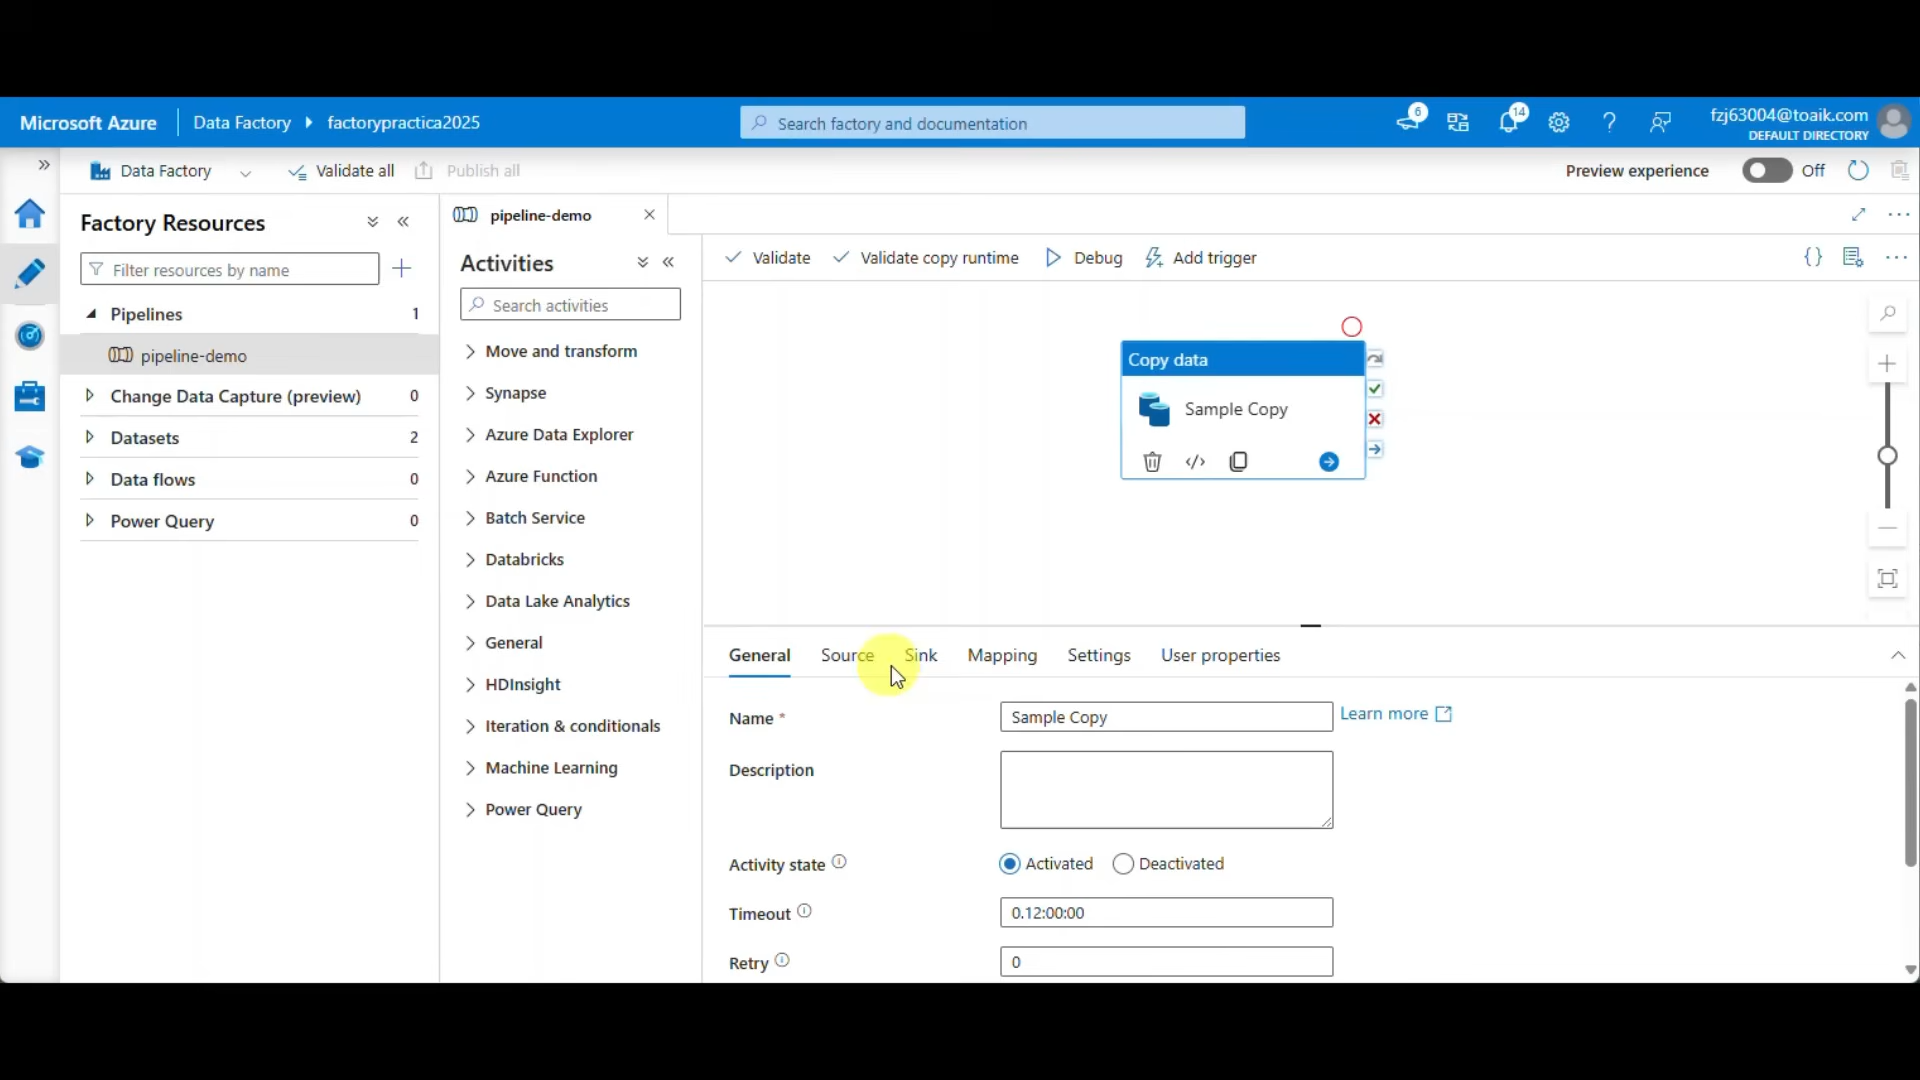 Microsoft Azure
Data Factory
factorypractica2025
Search factory and documentation
6
14
fzj63004@toaik.com
DEFAULT DIRECTORY
Data Factory
Validate all
Publish all
Preview experience
Off
Factory Resources
Filter resources by name
Pipelines 1
pipeline-demo
Change Data Capture (preview) 0
Datasets 2
Data flows 0
Power Query 0
pipeline-demo
Activities
Search activities
Move and transform
Synapse
Azure Data Explorer
Azure Function
Batch Service
Databricks
Data Lake Analytics
General
HDInsight
Iteration & conditionals
Machine Learning
Power Query
Validate
Validate copy runtime
Debug
Add trigger
Copy data
Sample Copy
General
Source
Sink
Mapping
Settings
User properties
Name *
Sample Copy
Learn more
Description
Activity state
Activated
Deactivated
Timeout
0.12:00:00
Retry
0